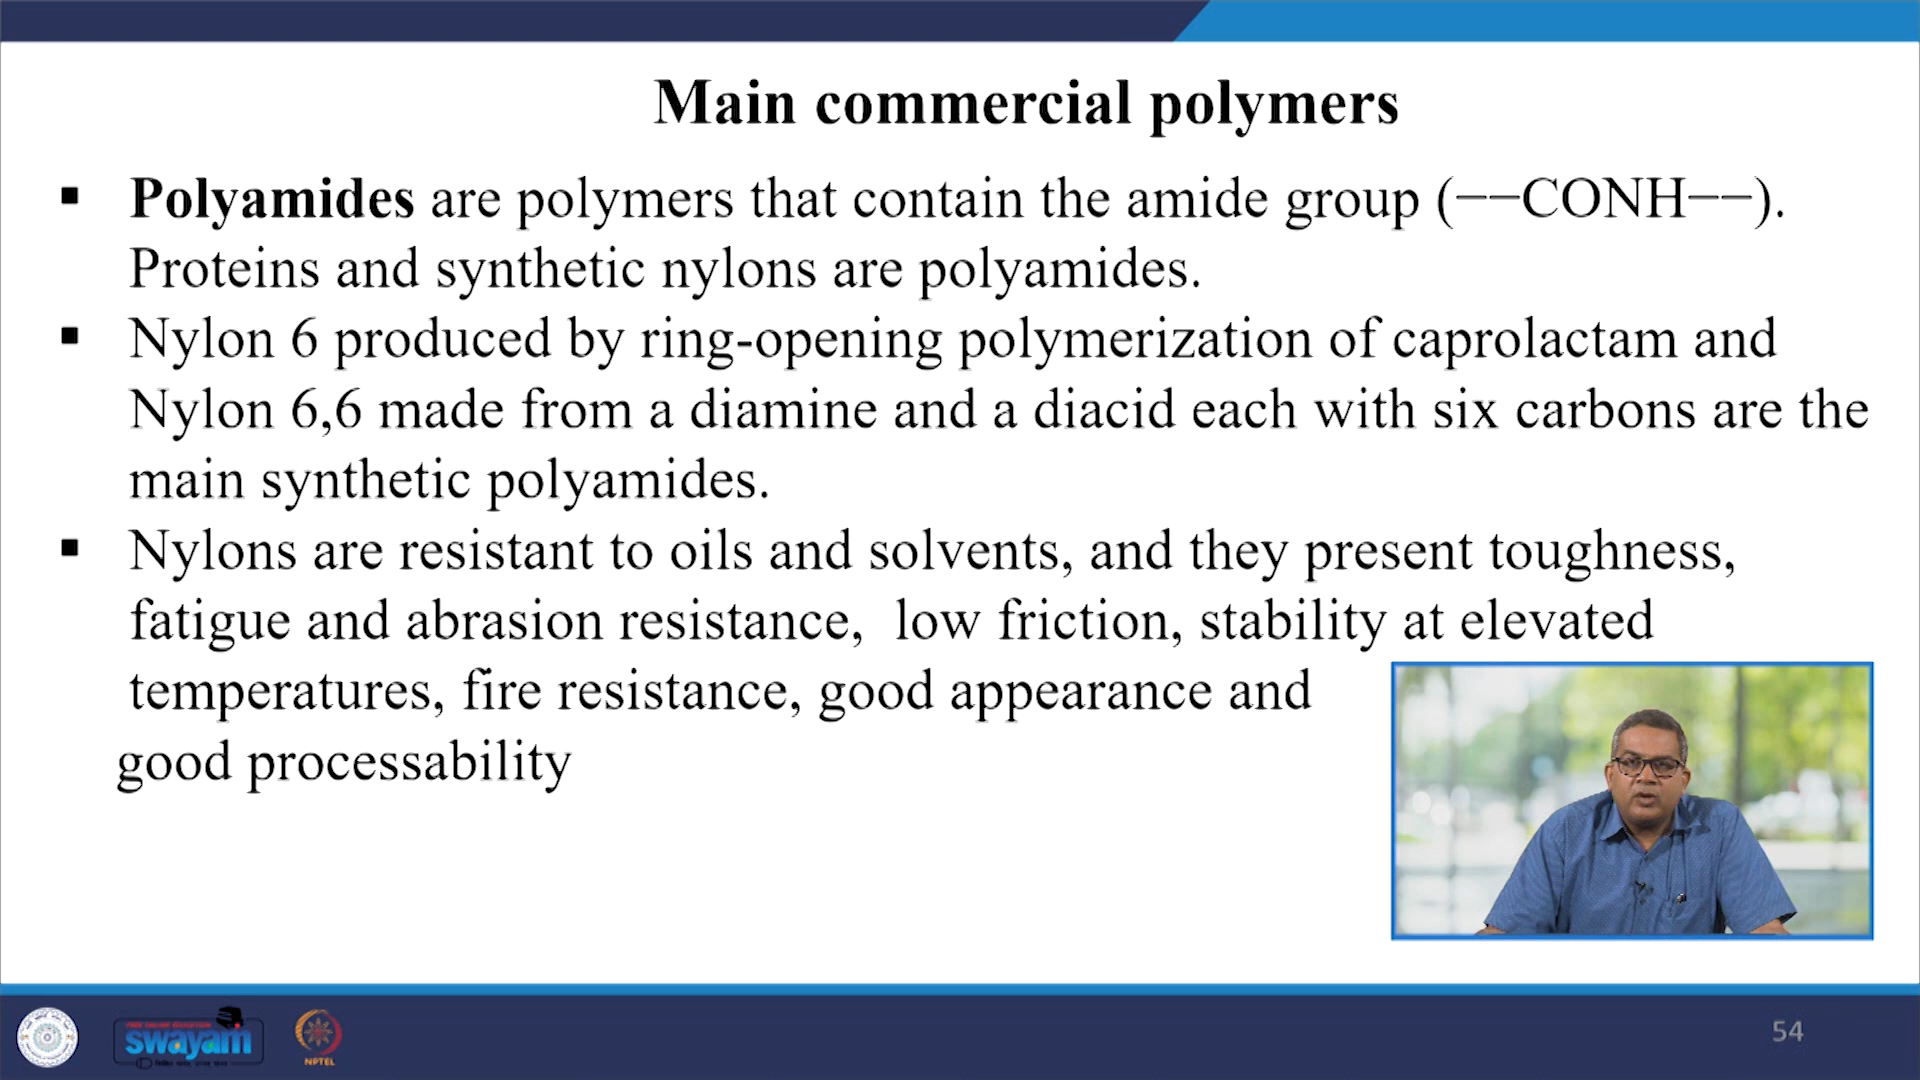 Main commercial polymers
▪ Polyamides are polymers that contain the amide group (−−CONH−−).
Proteins and synthetic nylons are polyamides.
▪ Nylon 6 produced by ring-opening polymerization of caprolactam and
Nylon 6,6 made from a diamine and a diacid each with six carbons are the
main synthetic polyamides.
▪ Nylons are resistant to oils and solvents, and they present toughness,
fatigue and abrasion resistance, low friction, stability at elevated
temperatures, fire resistance, good appearance and
good processability
swayam
NPTEL
54